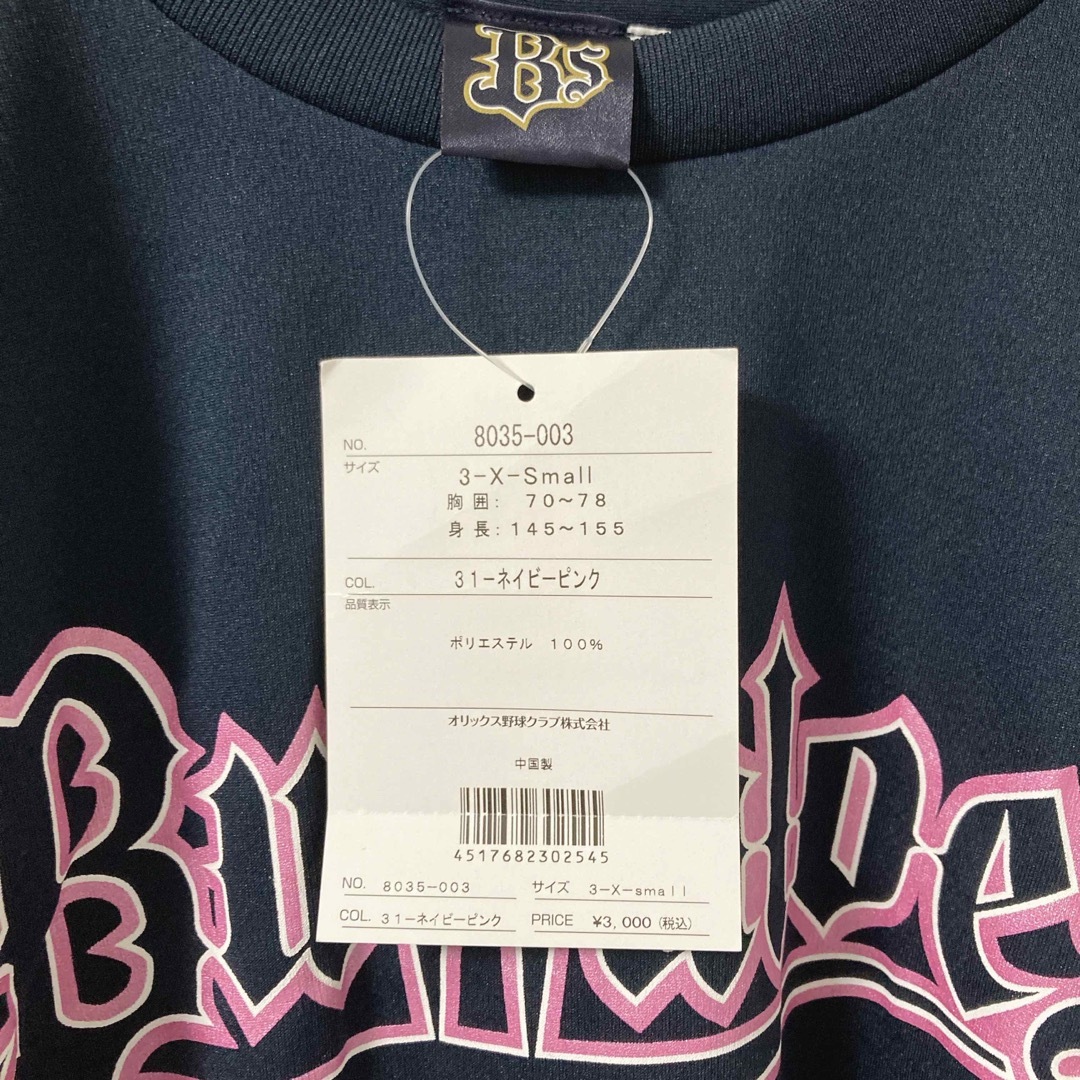 Bs
NO. 8035-003
サイズ 3-X-Small
胸囲: 70〜78
身長:145〜155
COL. 31-ネイビーピンク
品質表示
ポリエステル 100%
オリックス野球クラブ株式会社
中国製
4517682302545
NO. 8035-003 サイズ 3-X-small
COL. 31-ネイビーピンク PRICE ¥3,000 (税込)